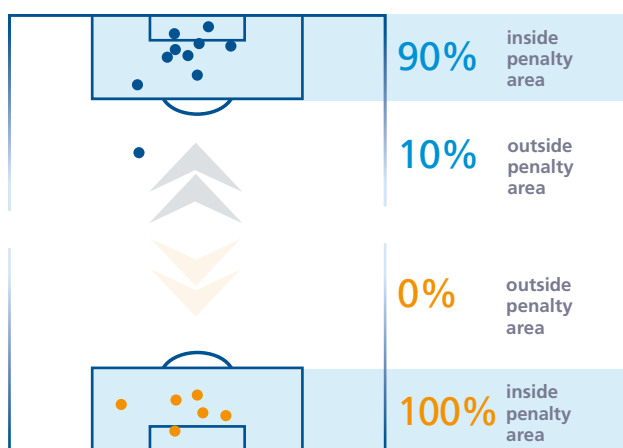 90%
inside
penalty
area
10%
outside
penalty
area
0%
outside
penalty
area
100%
inside
penalty
area